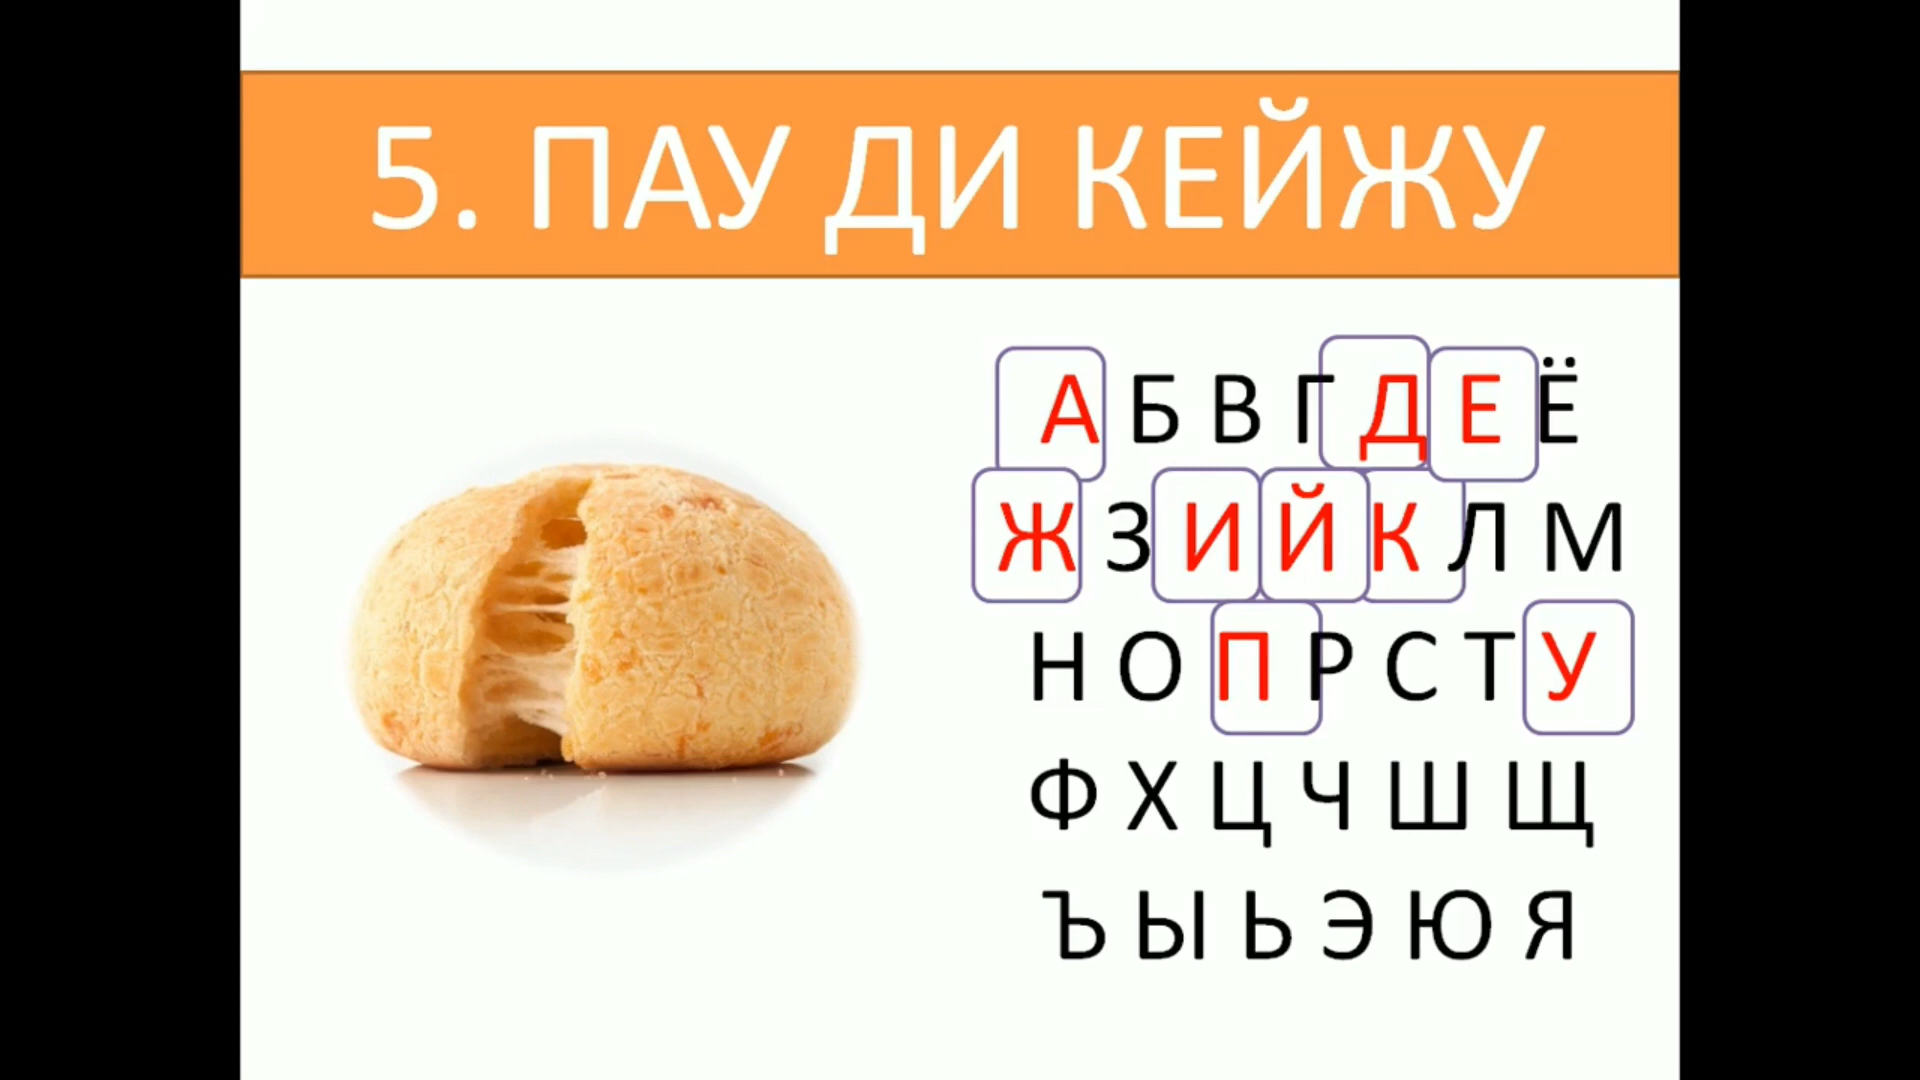 5. ПАУ ДИ КЕЙЖУ
А Б В Г Д Е Ё
Ж З И Й К Л М
Н О П Р С Т У
Ф Х Ц Ч Ш Щ
Ъ Ы Ь Э Ю Я